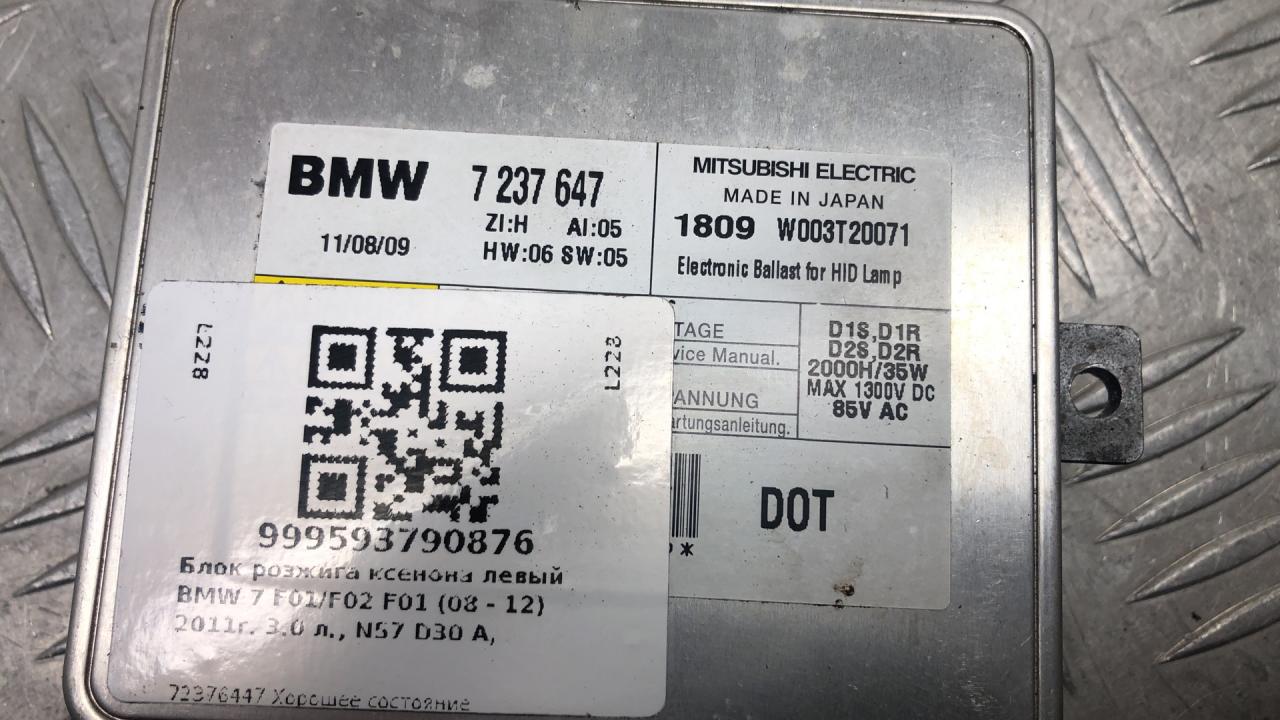 BMW 7 237 647
ZI:H AI:05
11/08/09 HW:06 SW:05
MITSUBISHI ELECTRIC
MADE IN JAPAN
1809 W003T20071
Electronic Ballast for HID Lamp
TAGE
vice Manual.
ANNUNG
artungsanleitung.
D1S,D1R
D2S,D2R
2000H/35W
MAX 1300V DC
85V AC
*
DOT
L228
L228
999593790876
Блок розжига ксенона левый
BMW 7 F01/F02 F01 (08 - 12)
2011г. 3.0 л., N57 D30 A,
72376447 Хорошее состояние